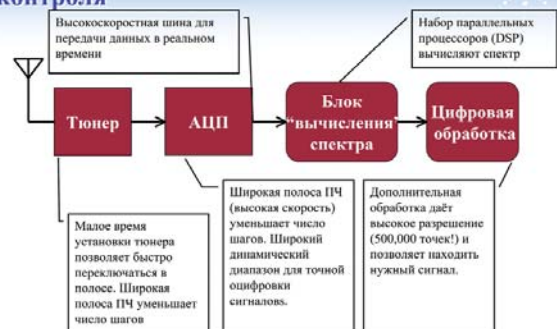 контроля
Высокоскоростная шина для
передачи данных в реальном
времени
Набор параллельных
процессоров (DSP)
вычисляют спектр
Тюнер
АЦП
Блок
“вычисления”
спектра
Цифровая
обработка
Малое время
установки тюнера
позволяет быстро
переключаться в
полосе. Широкая
полоса ПЧ уменьшает
число шагов
Широкая полоса ПЧ
(высокая скорость)
уменьшает число
шагов. Широкий
динамический
диапазон для точной
оцифровки
сигналовs.
Дополнительная
обработка даёт
высокое разрешение
(500,000 точек!) и
позволяет находить
нужный сигнал.